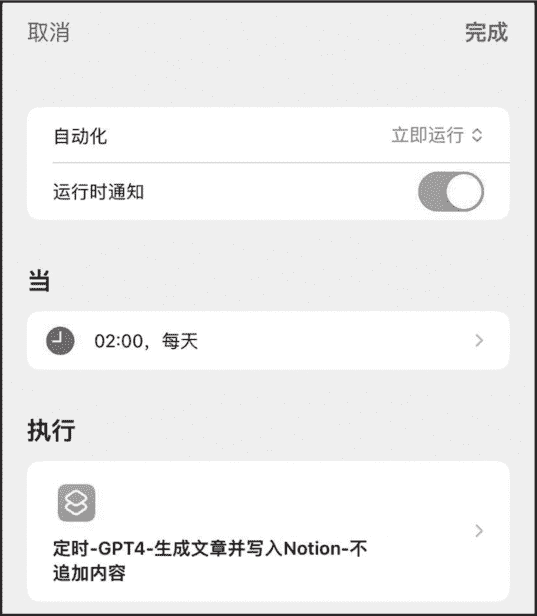 取消
完成
自动化
立即运行
运行时通知
当
02:00，每天
执行
定时-GPT4-生成文章并写入Notion-不
追加内容